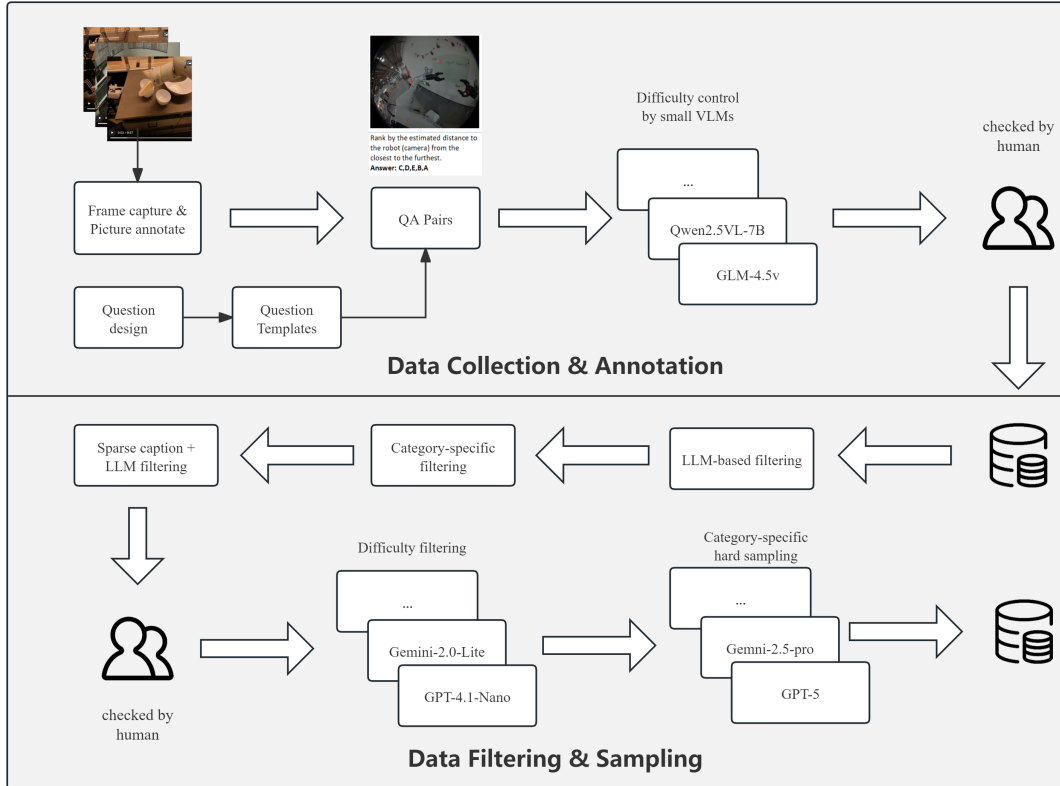 Rank by the estimated distance to
the robot (camera) from the
closest to the furthest.
Answer: C,D,E,B,A
Difficulty control
by small VLMs
checked by
human
Frame capture &
Picture annotate
QA Pairs
...
Qwen2.5VL-7B
GLM-4.5v
Question
design
Question
Templates
Data Collection & Annotation
Sparse caption +
LLM filtering
Category-specific
filtering
LLM-based filtering
Difficulty filtering
Category-specific
hard sampling
...
Gemini-2.0-Lite
GPT-4.1-Nano
...
Gemni-2.5-pro
GPT-5
checked by
human
Data Filtering & Sampling